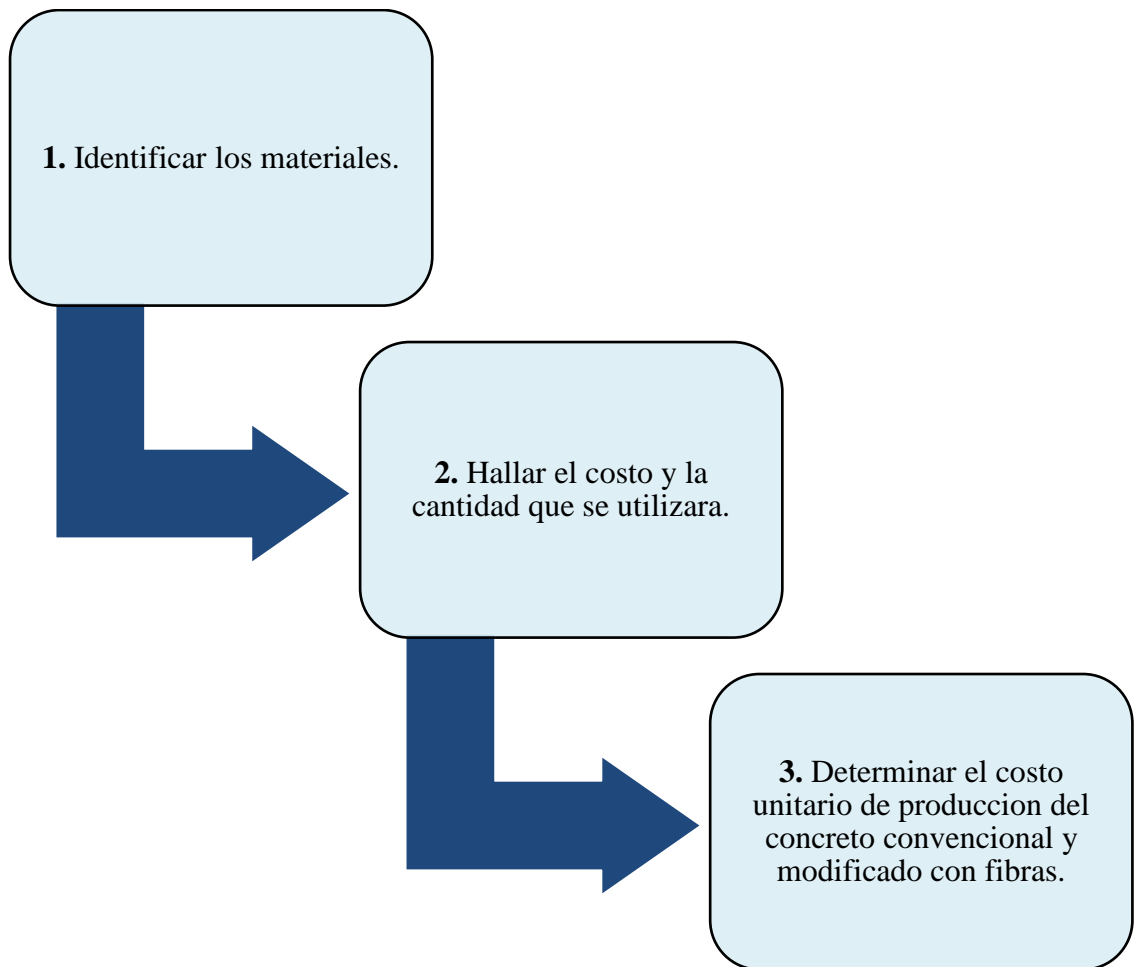 1. Identificar los materiales.
2. Hallar el costo y la
cantidad que se utilizara.
3. Determinar el costo
unitario de produccion del
concreto convencional y
modificado con fibras.